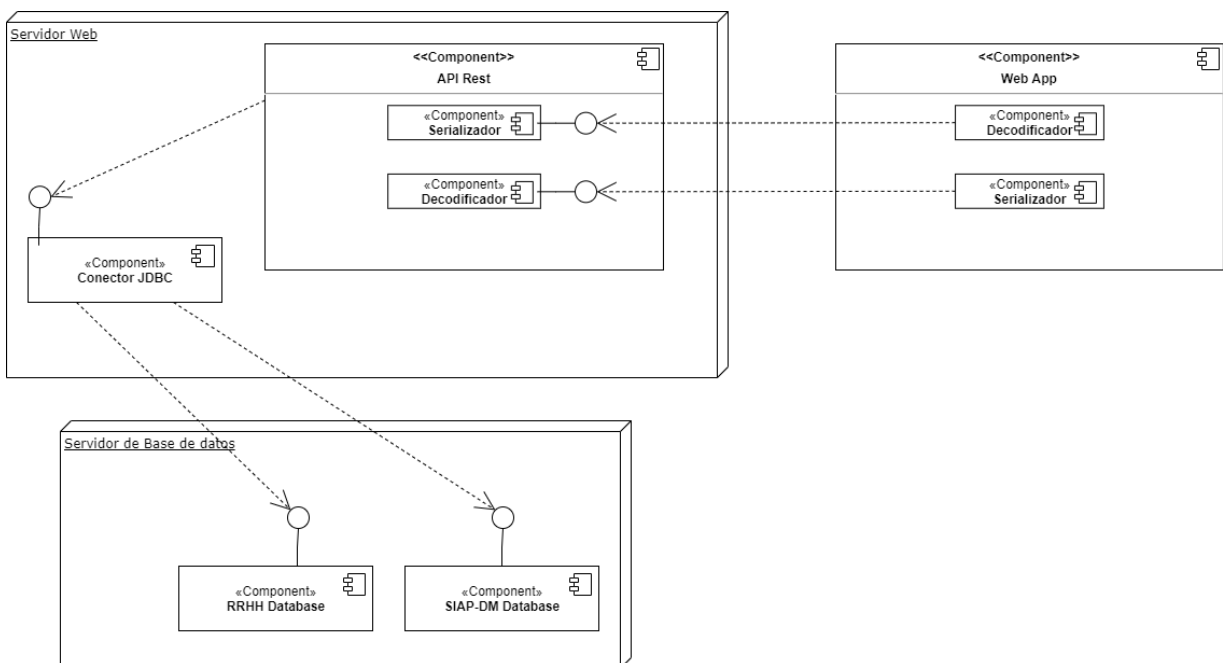 Servidor Web
<<Component>>
API Rest
«Component»
Serializador
«Component»
Decodificador
<<Component>>
Web App
«Component»
Decodificador
«Component»
Serializador
«Component»
Conector JDBC
Servidor de Base de datos
«Component»
RRHH Database
«Component»
SIAP-DM Database